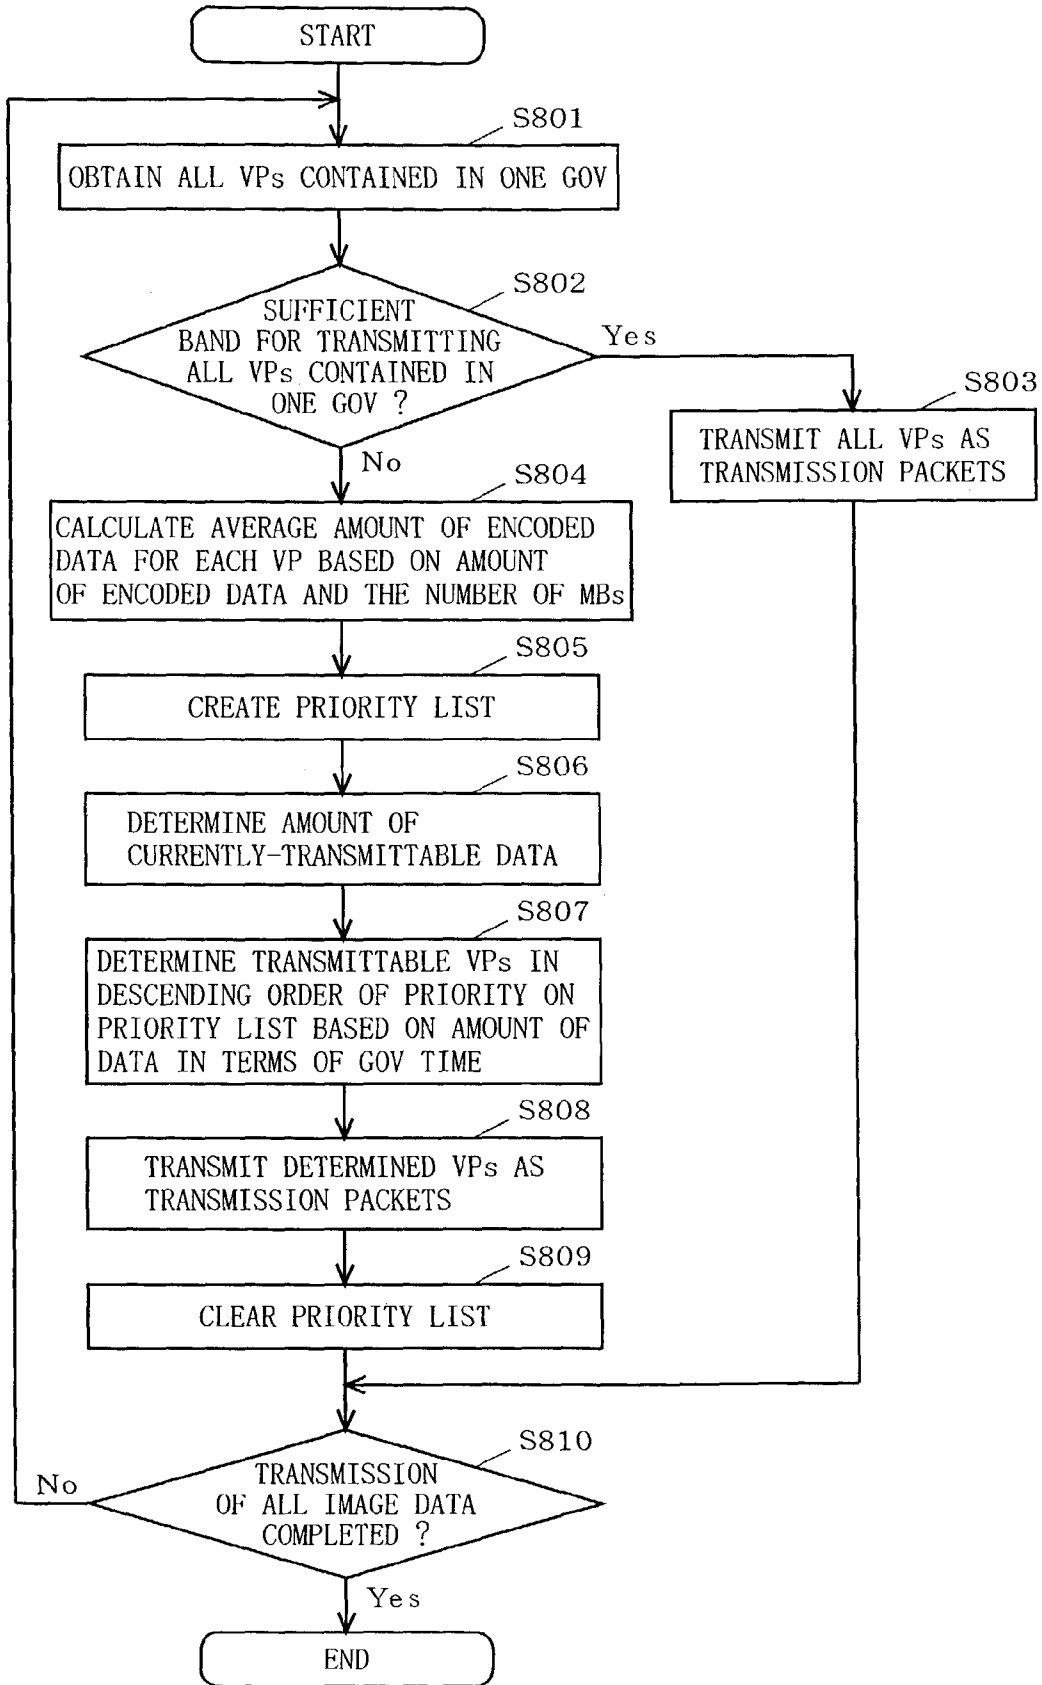 START
S801
OBTAIN ALL VPs CONTAINED IN ONE GOV
S802
SUFFICIENT
BAND FOR TRANSMITTING
ALL VPs CONTAINED IN
ONE GOV ?
Yes
S803
TRANSMIT ALL VPs AS
TRANSMISSION PACKETS
No
S804
CALCULATE AVERAGE AMOUNT OF ENCODED
DATA FOR EACH VP BASED ON AMOUNT
OF ENCODED DATA AND THE NUMBER OF MBs
S805
CREATE PRIORITY LIST
S806
DETERMINE AMOUNT OF
CURRENTLY-TRANSMITTABLE DATA
S807
DETERMINE TRANSMITTABLE VPs IN
DESCENDING ORDER OF PRIORITY ON
PRIORITY LIST BASED ON AMOUNT OF
DATA IN TERMS OF GOV TIME
S808
TRANSMIT DETERMINED VPs AS
TRANSMISSION PACKETS
S809
CLEAR PRIORITY LIST
S810
TRANSMISSION
OF ALL IMAGE DATA
COMPLETED ?
No
Yes
END